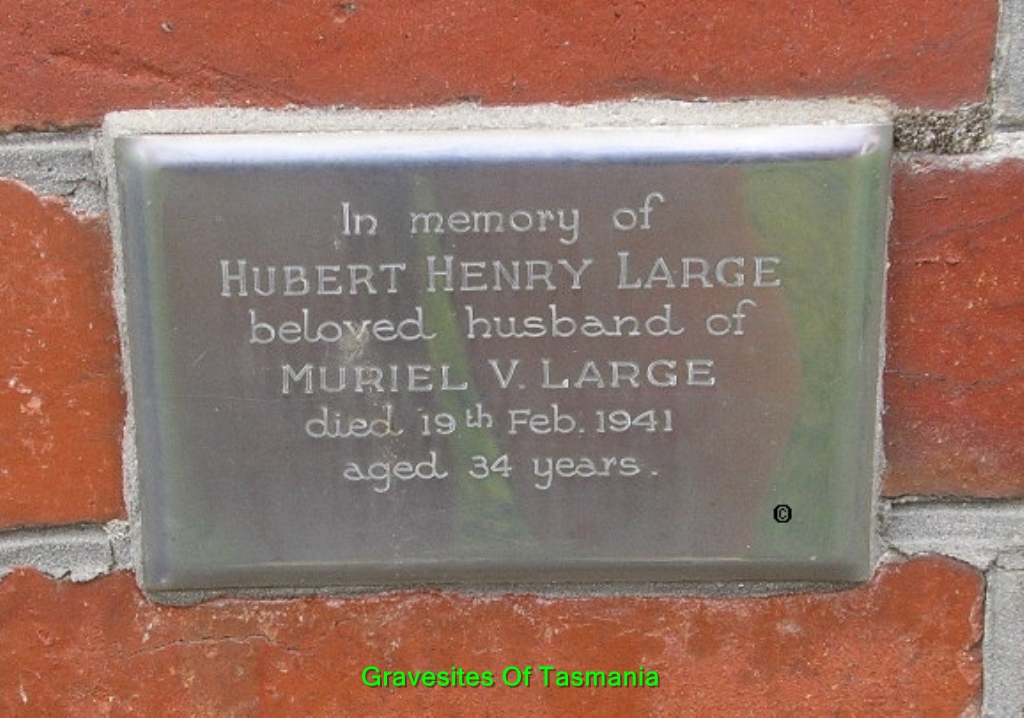 In memory of
HUBERT HENRY LARGE
beloved husband of
MURIEL V. LARGE
died 19th Feb. 1941
aged 34 years.
©
Gravesites Of Tasmania